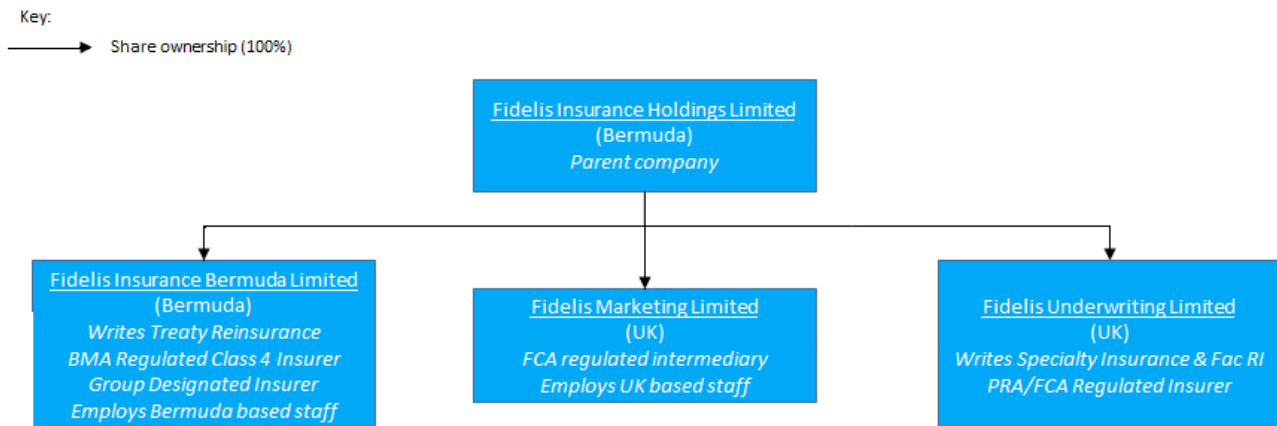 Key:
Share ownership (100%)
Fidelis Insurance Holdings Limited
(Bermuda)
Parent company
Fidelis Insurance Bermuda Limited
(Bermuda)
Writes Treaty Reinsurance
BMA Regulated Class 4 Insurer
Group Designated Insurer
Employs Bermuda based staff
Fidelis Marketing Limited
(UK)
FCA regulated intermediary
Employs UK based staff
Fidelis Underwriting Limited
(UK)
Writes Specialty Insurance & Fac RI
PRA/FCA Regulated Insurer